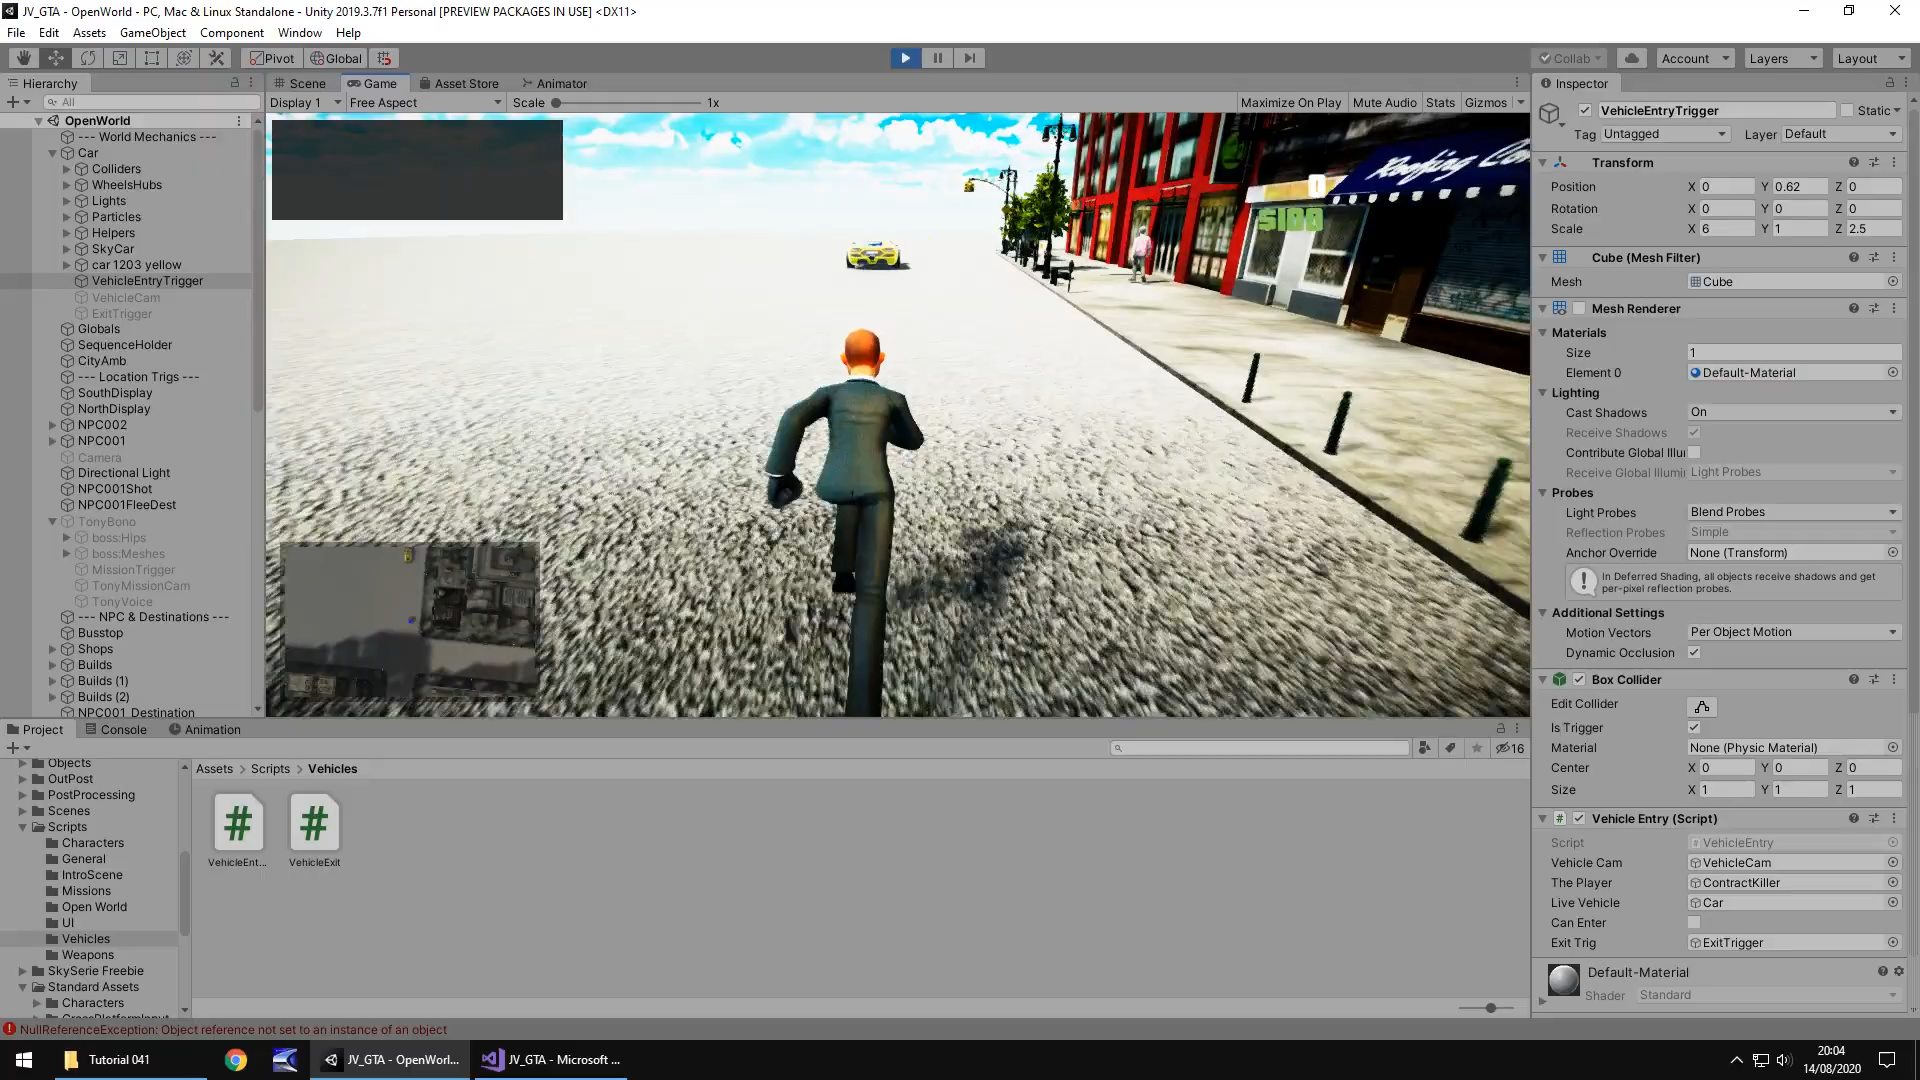 JV_GTA - OpenWorld - PC, Mac & Linux Standalone - Unity 2019.3.7f1 Personal [PREVIEW PACKAGES IN USE] <DX11>
File Edit Assets GameObject Component Window Help
Pivot Global Collab Account Layers Layout
Hierarchy Scene Game Asset Store Animator Inspector
All Display 1 Free Aspect Scale 1x Maximize On Play Mute Audio Stats Gizmos
OpenWorld
--- World Mechanics ---
Car
Colliders
WheelsHubs
Lights
Particles
Helpers
SkyCar
car 1203 yellow
VehicleEntryTrigger
VehicleCam
ExitTrigger
Globals
SequenceHolder
CityAmb
--- Location Trigs ---
SouthDisplay
NorthDisplay
NPC002
NPC001
Camera
Directional Light
NPC001Shot
NPC001FleeDest
TonyBono
boss:Hips
boss:Meshes
MissionTrigger
TonyMissionCam
TonyVoice
--- NPC & Destinations ---
Busstop
Shops
Builds
Builds (1)
Builds (2)
NPC001 Destination
Roofing Co
0
$100
VehicleEntryTrigger Static
Tag Untagged Layer Default
Transform
Position X 0 Y 0.62 Z 0
Rotation X 0 Y 0 Z 0
Scale X 6 Y 1 Z 2.5
Cube (Mesh Filter)
Mesh Cube
Mesh Renderer
Materials
Size 1
Element 0 Default-Material
Lighting
Cast Shadows On
Receive Shadows
Contribute Global Illui
Receive Global Illumii Light Probes
Probes
Light Probes Blend Probes
Reflection Probes Simple
Anchor Override None (Transform)
In Deferred Shading, all objects receive shadows and get
per-pixel reflection probes.
Additional Settings
Motion Vectors Per Object Motion
Dynamic Occlusion
Box Collider
Edit Collider
Is Trigger
Material None (Physic Material)
Center X 0 Y 0 Z 0
Size X 1 Y 1 Z 1
Vehicle Entry (Script)
Script VehicleEntry
Vehicle Cam VehicleCam
The Player ContractKiller
Live Vehicle Car
Can Enter
Exit Trig ExitTrigger
Default-Material
Shader Standard
Project Console Animation
16
Objects
OutPost
PostProcessing
Scenes
Scripts
Characters
General
IntroScene
Missions
Open World
UI
Vehicles
Weapons
SkySerie Freebie
Standard Assets
Characters
CrossPlatformInput
Assets > Scripts > Vehicles
VehicleEnt... VehicleExit
NullReferenceException: Object reference not set to an instance of an object
Tutorial 041 JV_GTA - OpenWorl... JV_GTA - Microsoft ...
20:04
14/08/2020